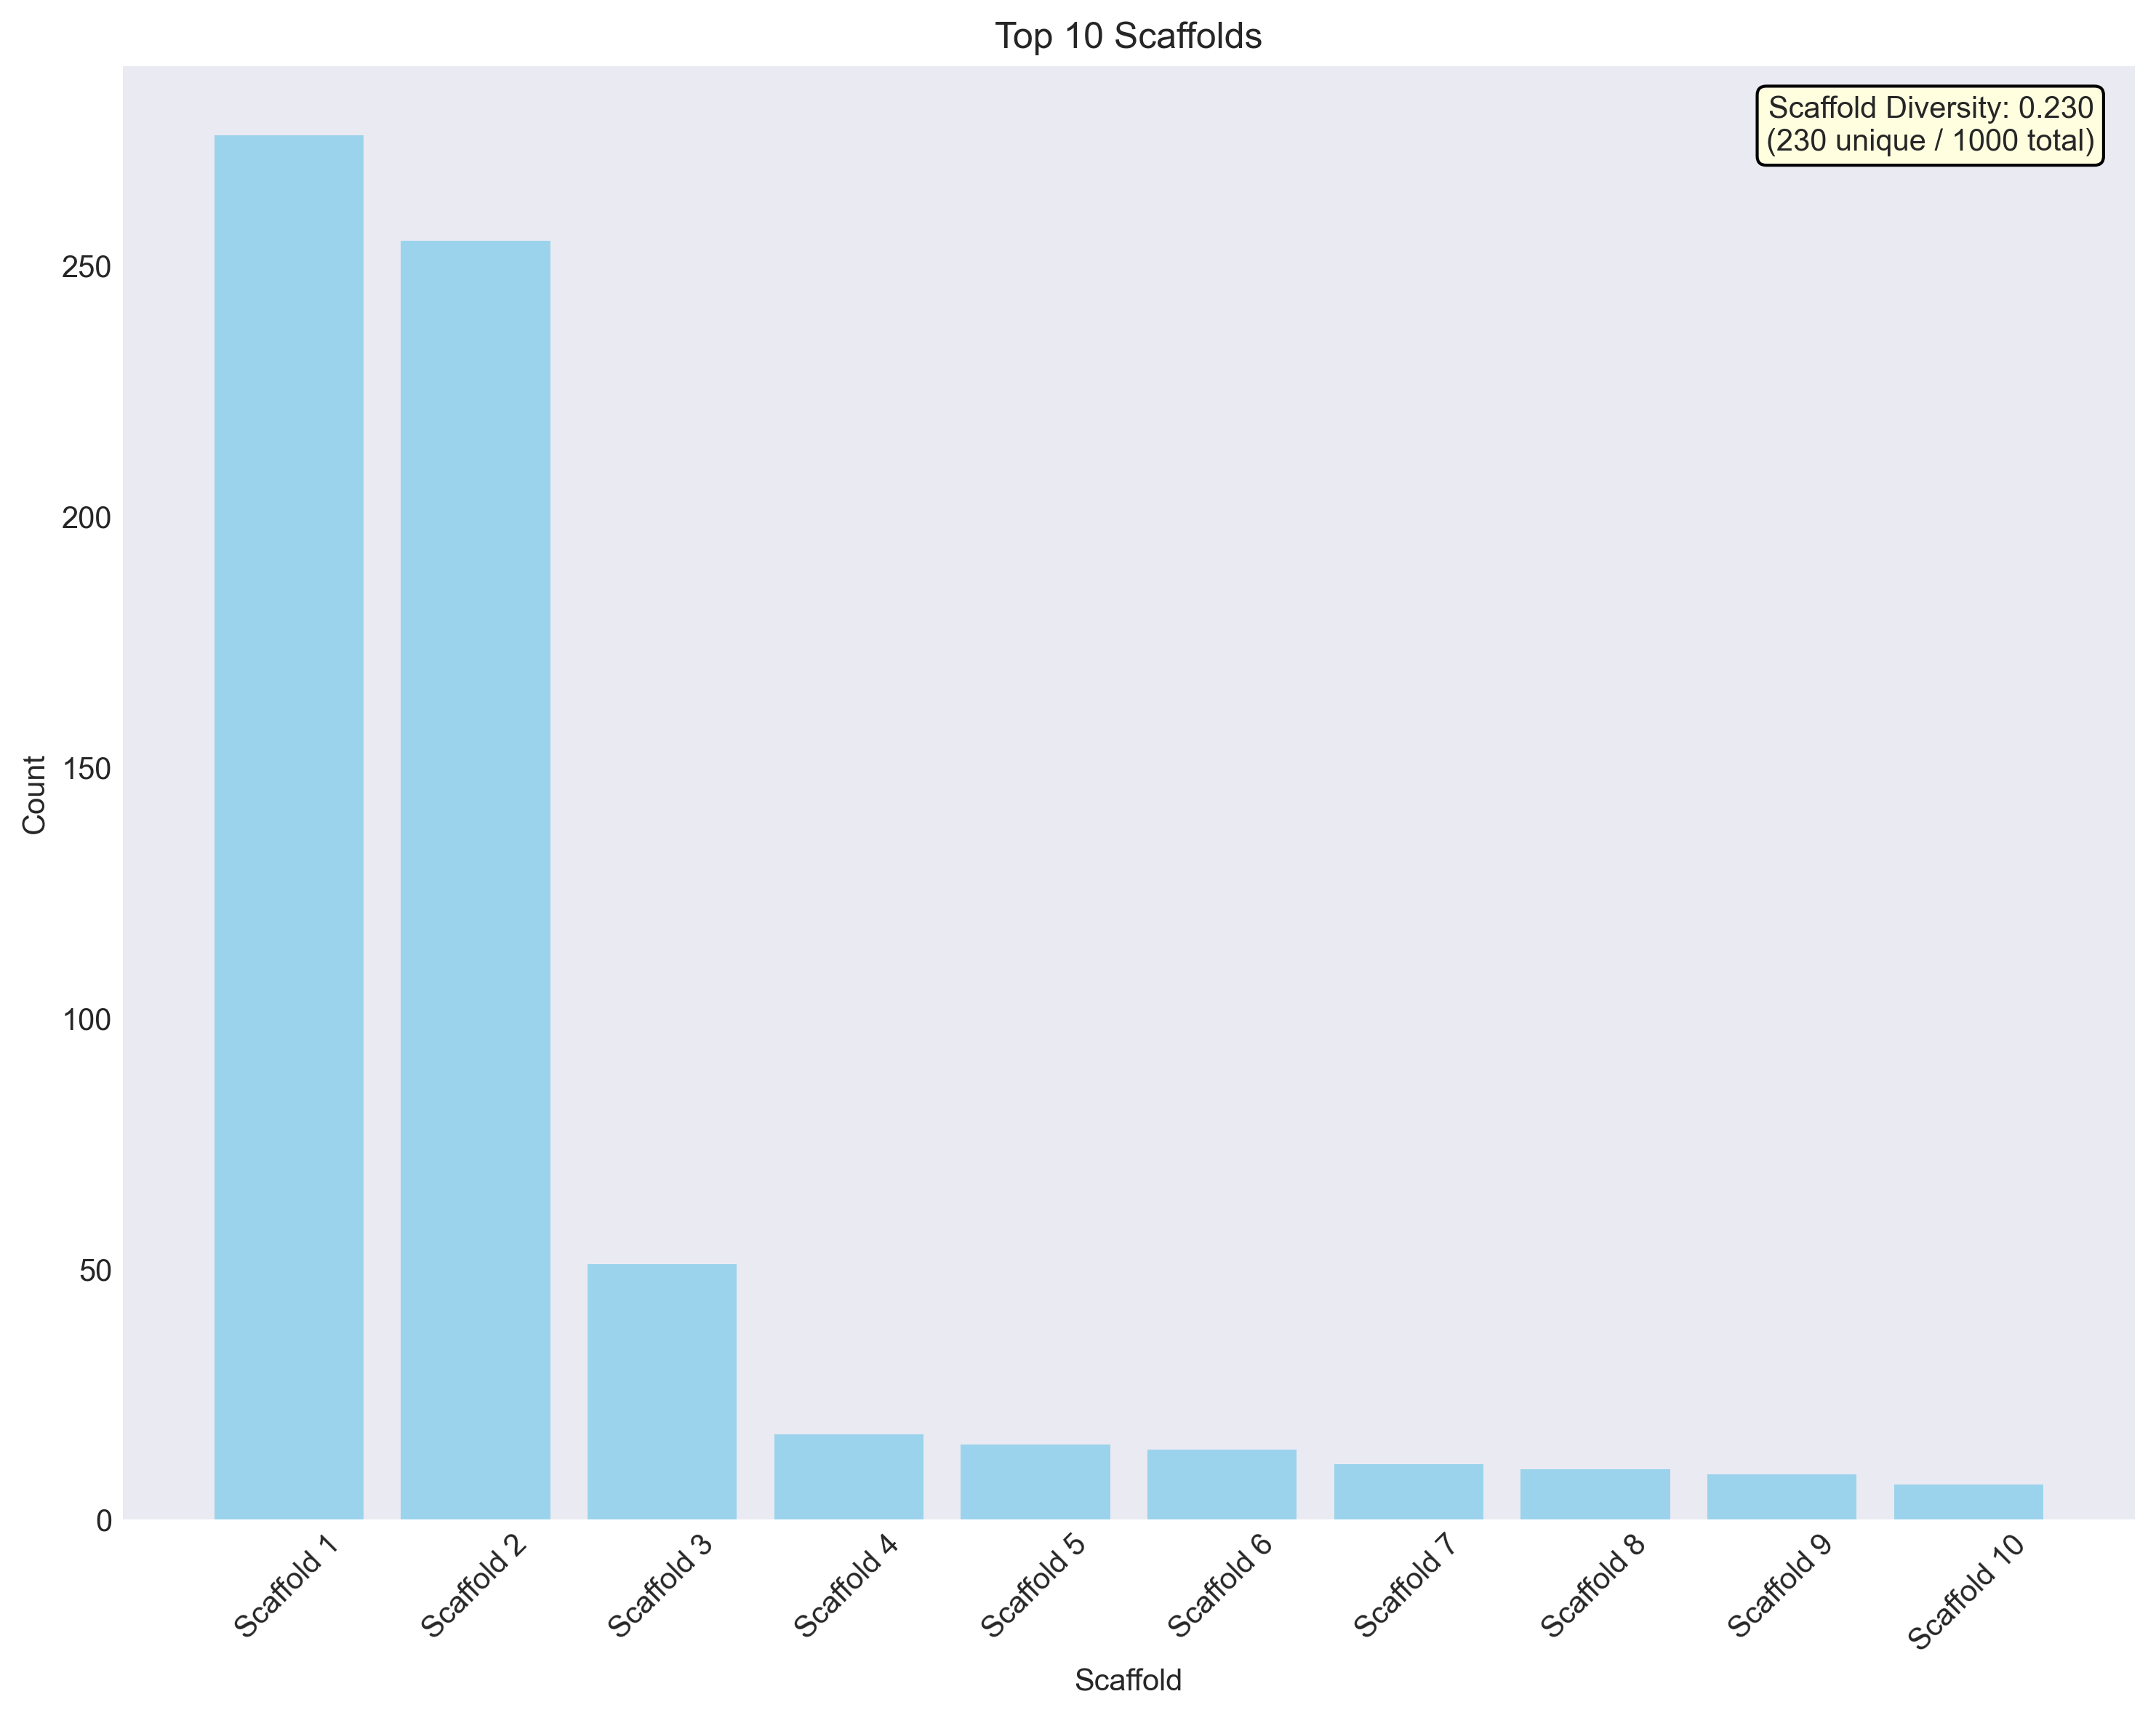 Top 10 Scaffolds
Scaffold Diversity: 0.230
(230 unique / 1000 total)
Count
250
200
150
100
50
0
Scaffold 1
Scaffold 2
Scaffold 3
Scaffold 4
Scaffold 5
Scaffold 6
Scaffold 7
Scaffold 8
Scaffold 9
Scaffold 10
Scaffold